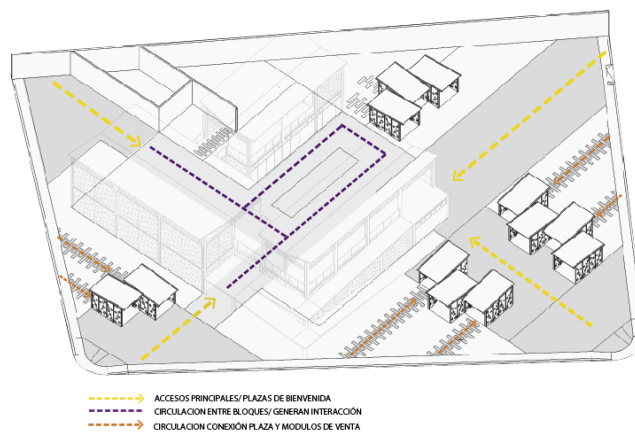 ACCESOS PRINCIPALES/ PLAZAS DE BIENVENIDA
CIRCULACION ENTRE BLOQUES/ GENERAN INTERACCIÓN
CIRCULACION CONEXIÓN PLAZA Y MODULOS DE VENTA